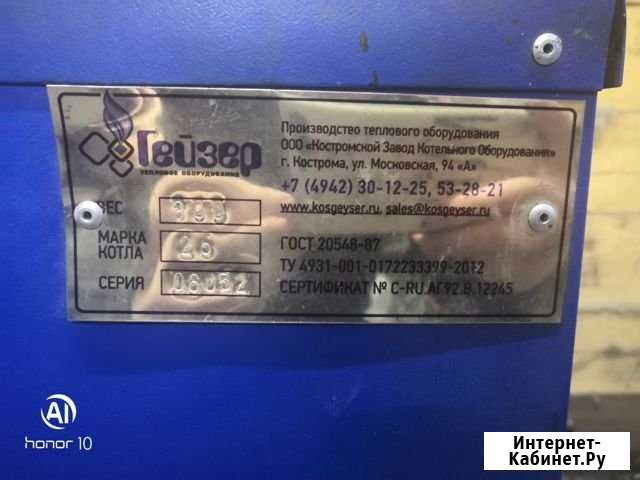 Гейзер
ТЕПЛОВОЕ ОБОРУДОВАНИЕ
Производство теплового оборудования
ООО «Костромской Завод Котельного Оборудования»
г. Кострома, ул. Московская, 94 «А»
+7 (4942) 30-12-25, 53-28-21
www.kosgeyser.ru, sales@kosgeyser.ru
ВЕС
МАРКА КОТЛА
СЕРИЯ 06052
ГОСТ 20548-87
ТУ 4931-001-0172233399-2012
СЕРТИФИКАТ № C-RU.АГ92.В.12245
AI
honor 10
Интернет-
Кабинет.Ру